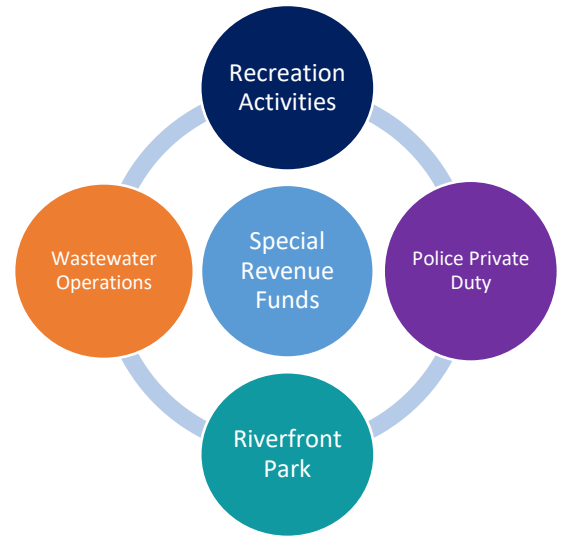 Recreation
Activities
Wastewater
Operations
Special
Revenue
Funds
Police Private
Duty
Riverfront
Park